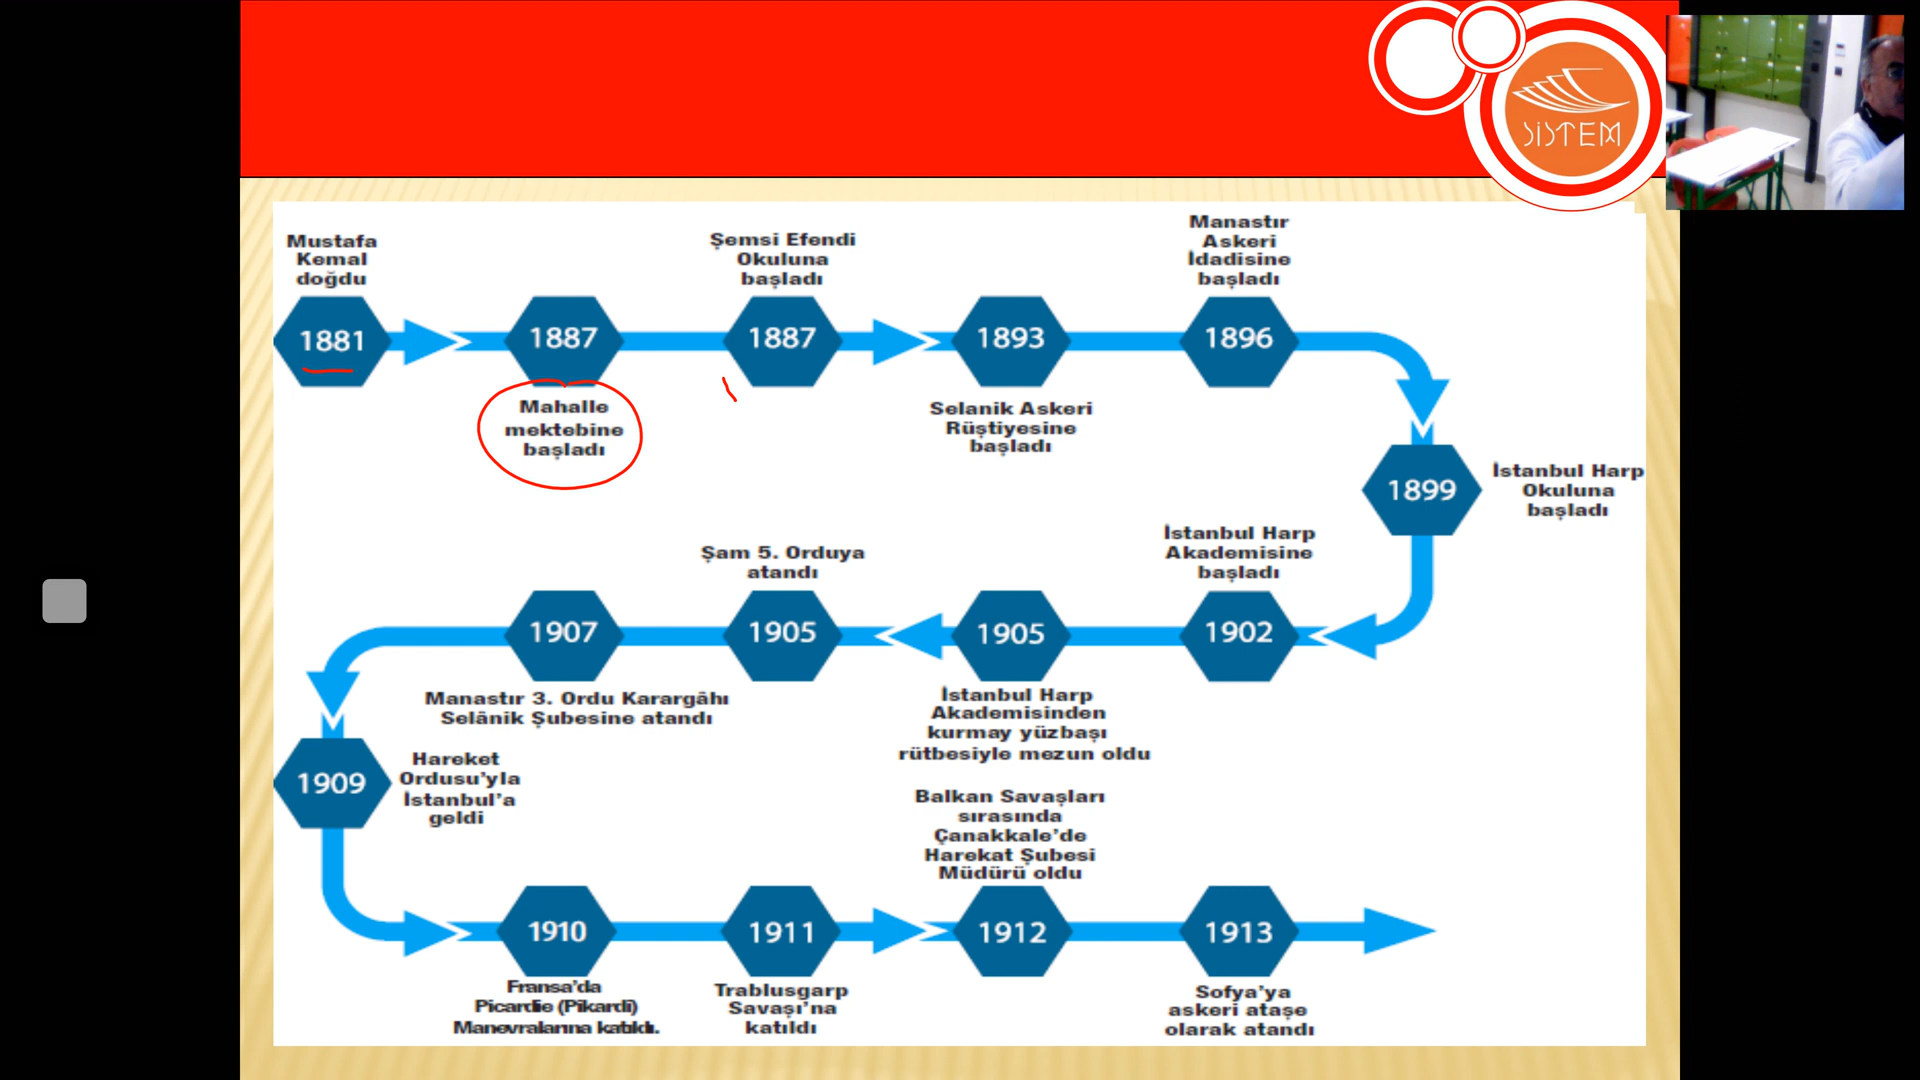 SİSTEM
Mustafa
Kemal
doğdu
1881
1887
Mahalle
mektebine
başladı
Şemsi Efendi
Okuluna
başladı
1887
1893
Selanik Askeri
Rüştiyesine
başladı
Manastır
Askeri
İdadisine
başladı
1896
1899
İstanbul Harp
Okuluna
başladı
İstanbul Harp
Akademisine
başladı
1902
1905
İstanbul Harp
Akademisinden
kurmay yüzbaşı
rütbesiyle mezun oldu
Şam 5. Orduya
atandı
1905
1907
Manastır 3. Ordu Karargâhı
Selânik Şubesine atandı
1909
Hareket
Ordusu'yla
İstanbul'a
geldi
1910
Fransa'da
Picardie (Pikardi)
Manevralarına katıldı.
1911
Trablusgarp
Savaşı'na
katıldı
Balkan Savaşları
sırasında
Çanakkale'de
Harekat Şubesi
Müdürü oldu
1912
1913
Sofya'ya
askeri ataşe
olarak atandı